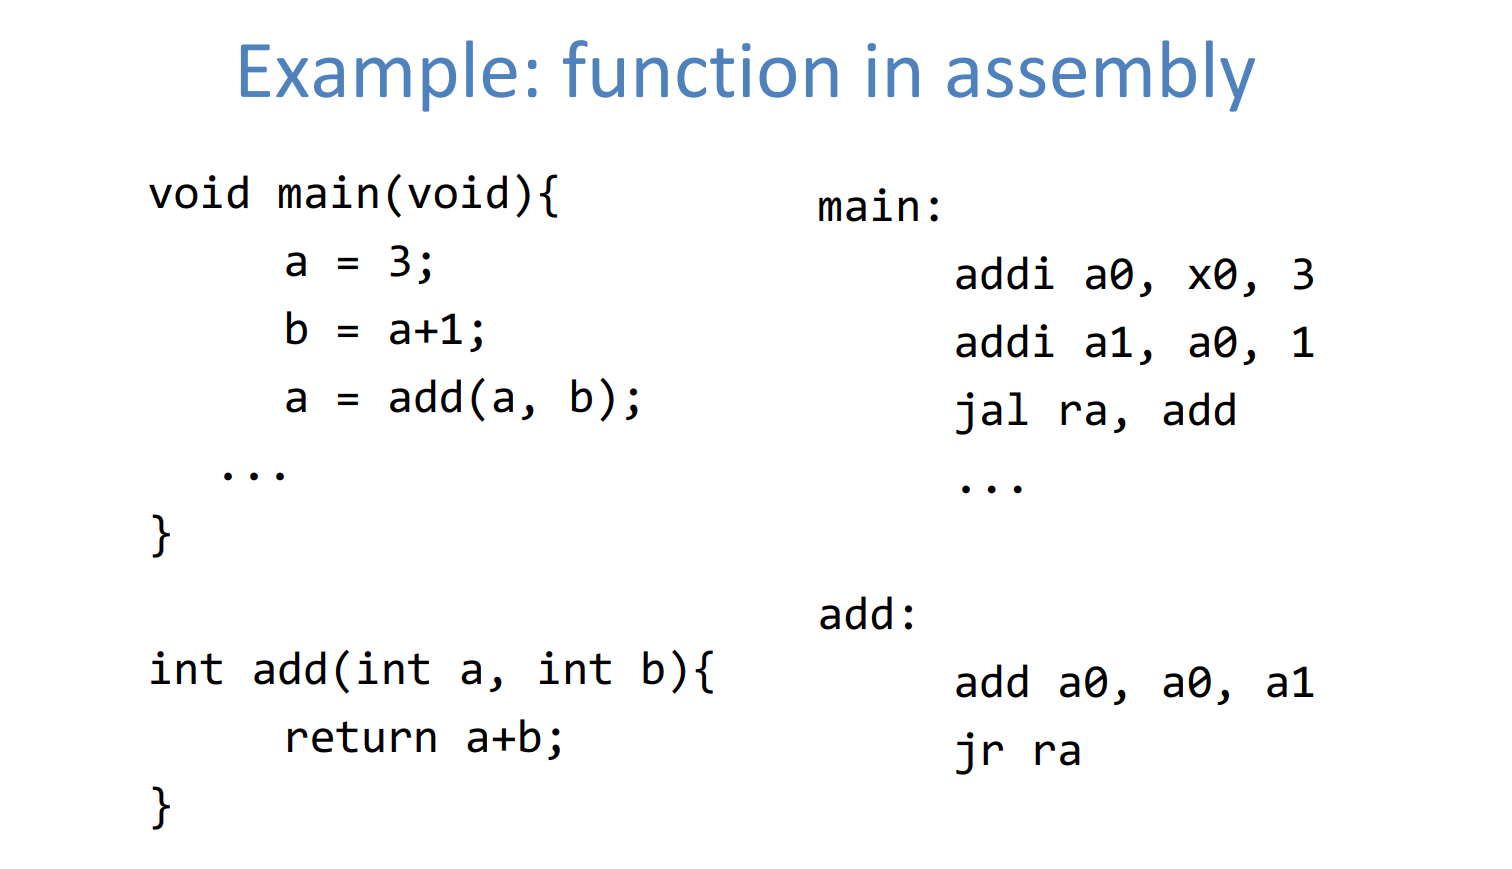 Example: function in assembly
void main(void){
a = 3;
b = a+1;
a = add(a, b);
...
}
int add(int a, int b){
return a+b;
}
main:
addi a0, x0, 3
addi a1, a0, 1
jal ra, add
...
add:
add a0, a0, a1
jr ra